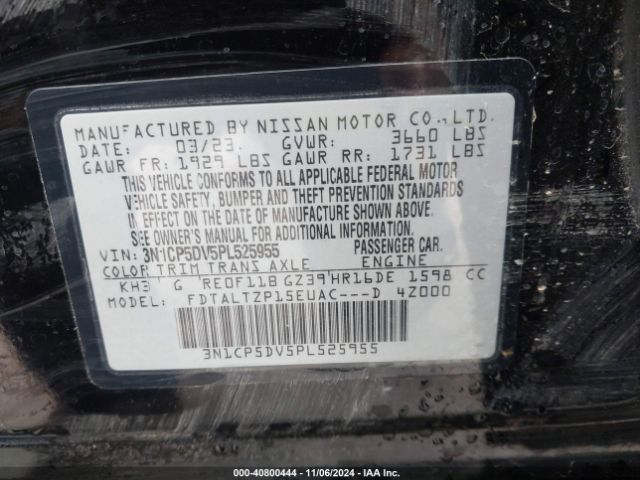 MANUFACTURED BY NISSAN MOTOR CO., LTD.
DATE: 03/23. GVWR: 3660 LBS
GAWR FR: 1929 LBS GAWR RR: 1731 LBS
THIS VEHICLE CONFORMS TO ALL APPLICABLE FEDERAL MOTOR
VEHICLE SAFETY, BUMPER AND THEFT PREVENTION STANDARDS
IN EFFECT ON THE DATE OF MANUFACTURE SHOWN ABOVE.
SEE OWNER'S MANUAL FOR ADDITIONAL INFORMATION.
VIN: 3N1CP5DV5PL525955 PASSENGER CAR.
COLOR TRIM TRANS AXLE ENGINE
KH3 G RE0F11B GZ39 HR16DE 1598 CC
MODEL FDTALTZP15EUAC---D 4Z000
3N1CP5DV5PL525955
000-40800444 - 11/06/2024 - IAA Inc.